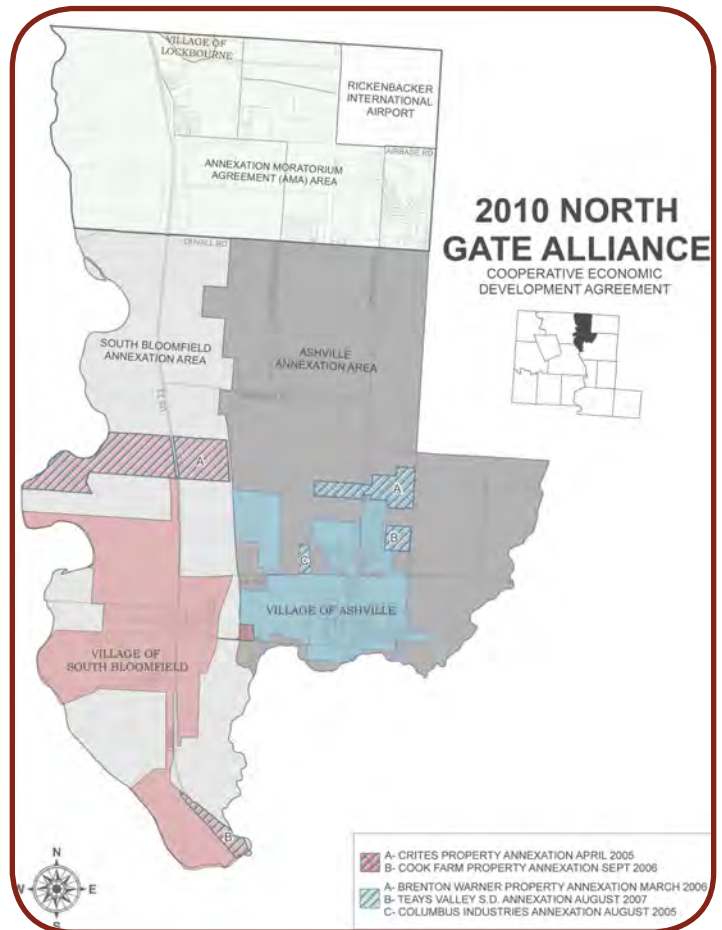 VILLAGE OF
LOCKBOURNE
RICKENBACKER
INTERNATIONAL
AIRPORT
AIRBASE RD
ANNEXATION MORATORIUM
AGREEMENT (AMA) AREA
2010 NORTH
GATE ALLIANCE
COOPERATIVE ECONOMIC
DEVELOPMENT AGREEMENT
DUVALL RD
SOUTH BLOOMFIELD
ANNEXATION AREA
ASHVILLE
ANNEXATION AREA
US 23
A
A
B
C
VILLAGE OF ASHVILLE
VILLAGE OF
SOUTH BLOOMFIELD
B
N
W
E
S
A- CRITES PROPERTY ANNEXATION APRIL 2005
B- COOK FARM PROPERTY ANNEXATION SEPT 2006
A- BRENTON WARNER PROPERTY ANNEXATION MARCH 2006
B- TEAYS VALLEY S.D. ANNEXATION AUGUST 2007
C- COLUMBUS INDUSTRIES ANNEXATION AUGUST 2005